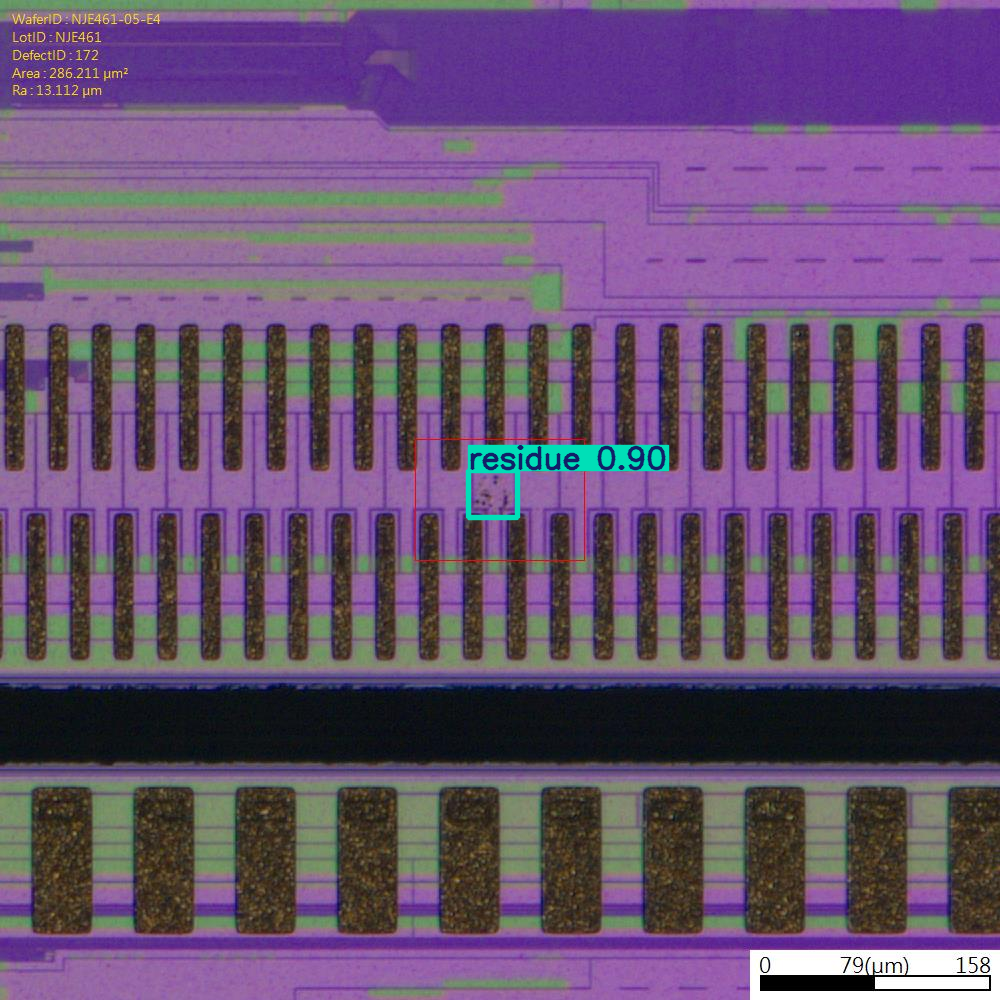 WaferID : NJE461-05-E4
LotID : NJE461
DefectID : 172
Area : 286.211 µm²
Ra : 13.112 µm
residue 0.90
0 79(µm) 158